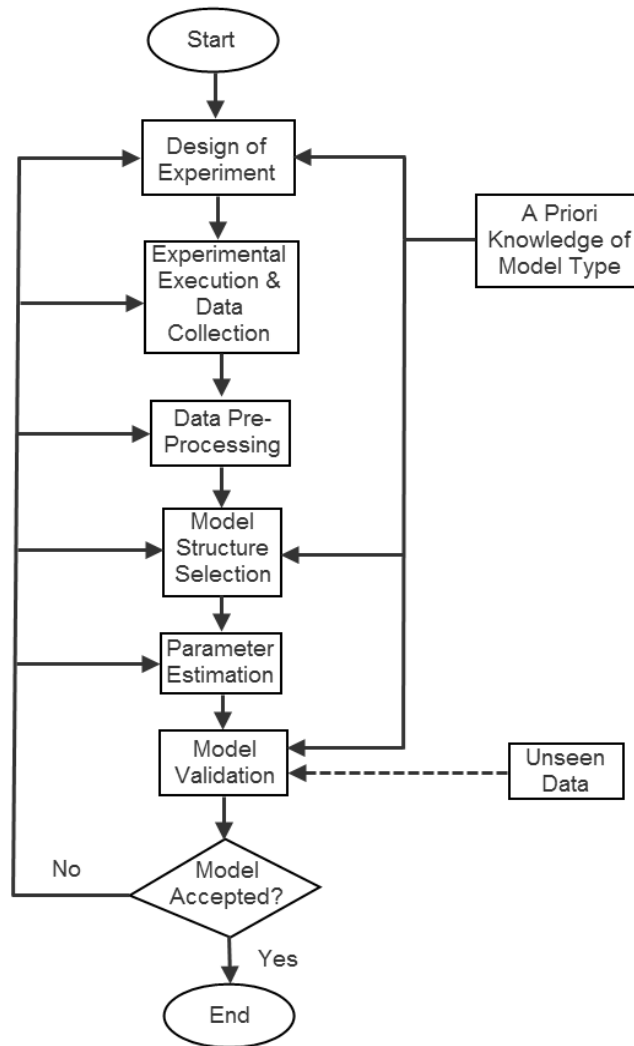 Start
Design of
Experiment
A Priori
Knowledge of
Model Type
Experimental
Execution &
Data
Collection
Data Pre-
Processing
Model
Structure
Selection
Parameter
Estimation
Model
Validation
Unseen
Data
No
Model
Accepted?
Yes
End